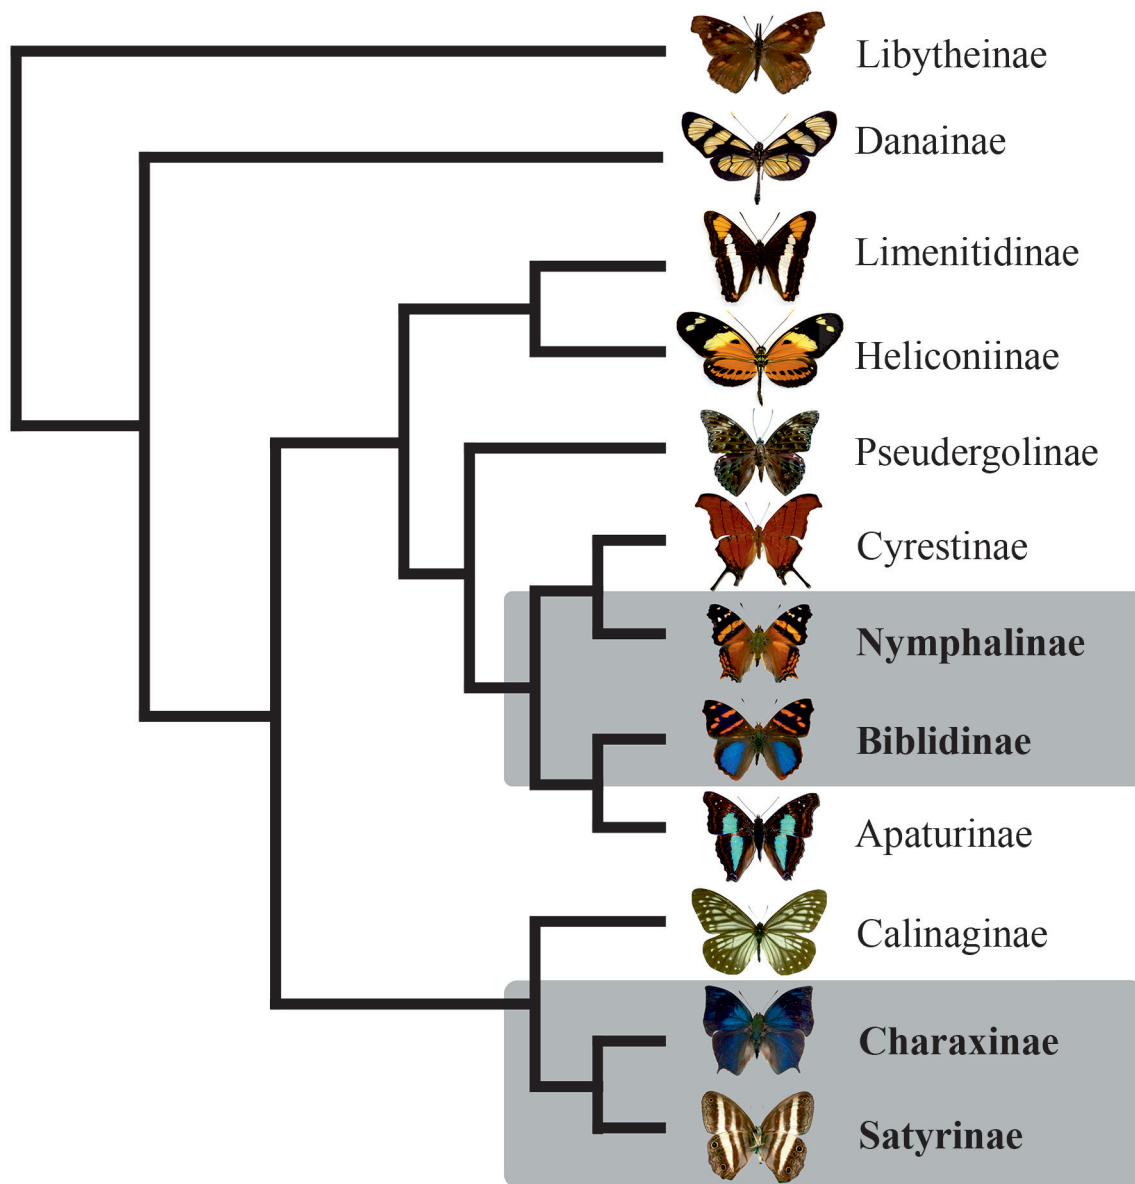 Libytheinae
Danainae
Limenitidinae
Heliconiinae
Pseudergolinae
Cyrestinae
Nymphalinae
Biblidinae
Apaturinae
Calinaginae
Charaxinae
Satyrinae